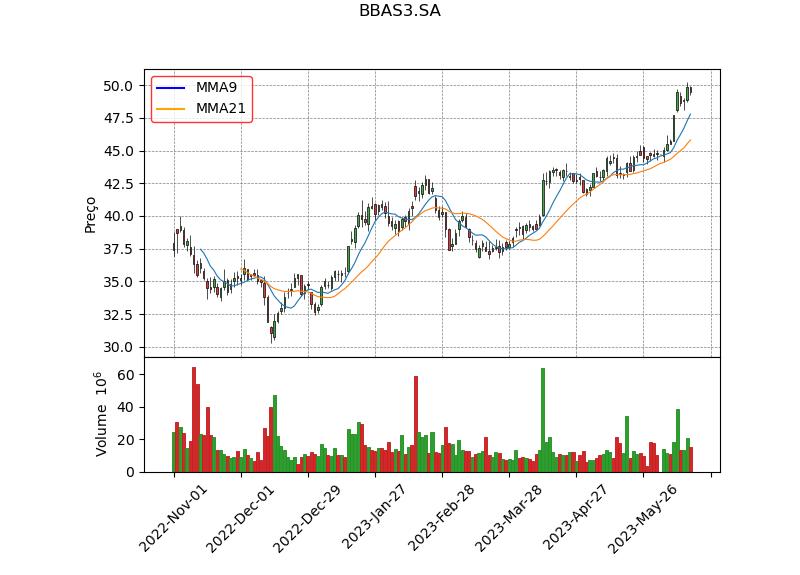 BBAS3.SA
MMA9
MMA21
Preço
50.0
47.5
45.0
42.5
40.0
37.5
35.0
32.5
30.0
Volume 10^6
60
40
20
0
2022-Nov-01
2022-Dec-01
2022-Dec-29
2023-Jan-27
2023-Feb-28
2023-Mar-28
2023-Apr-27
2023-May-26